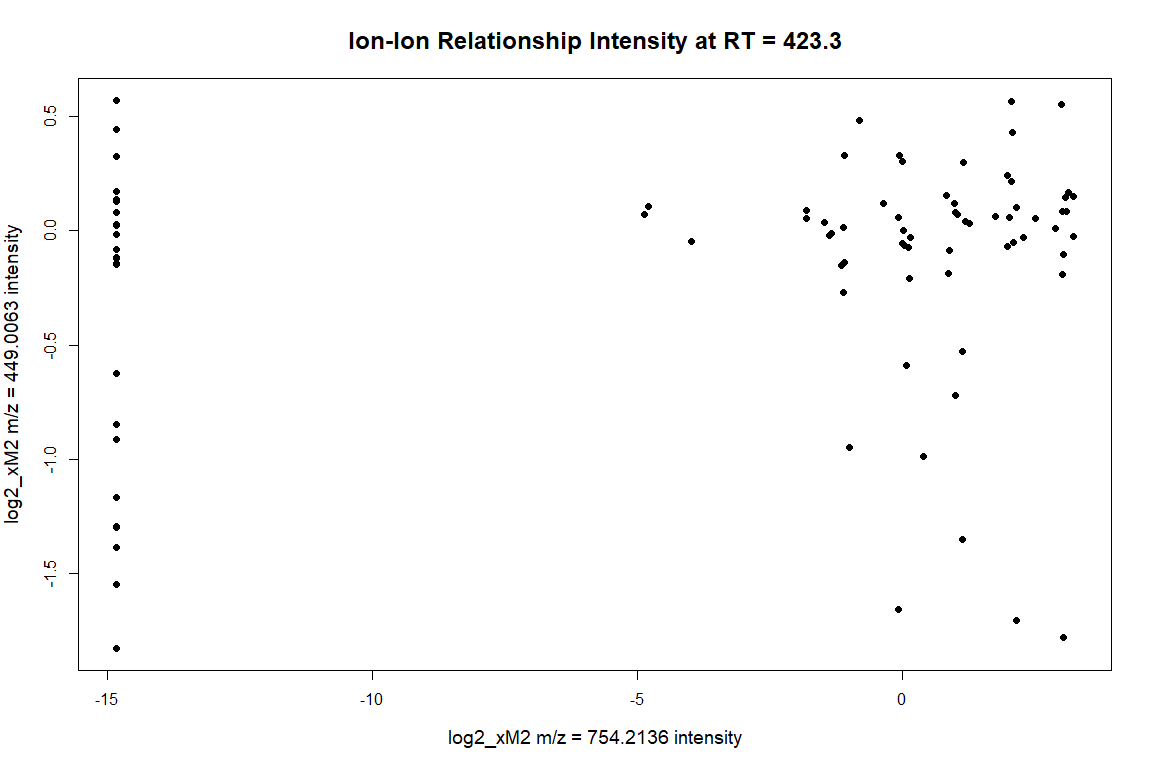 Ion-Ion Relationship Intensity at RT = 423.3
log2_xM2 m/z = 449.0063 intensity
0.5
0.0
-0.5
-1.0
-1.5
-15 -10 -5 0
log2_xM2 m/z = 754.2136 intensity